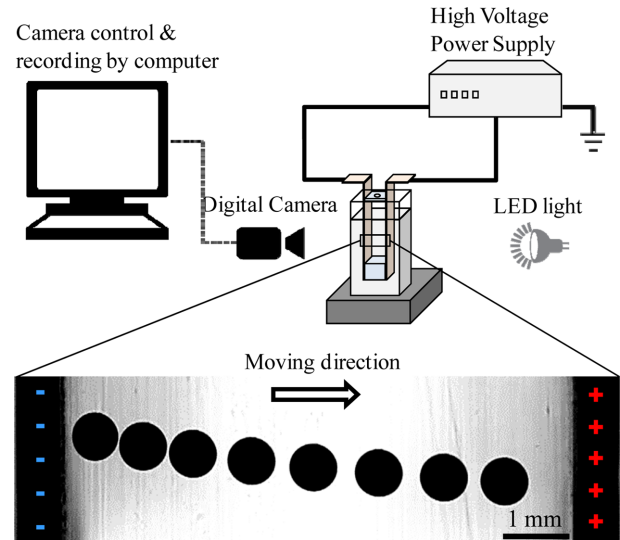 High Voltage
Power Supply
Camera control &
recording by computer
Digital Camera
LED light
Moving direction
- +
- +
- +
- +
- +
1 mm